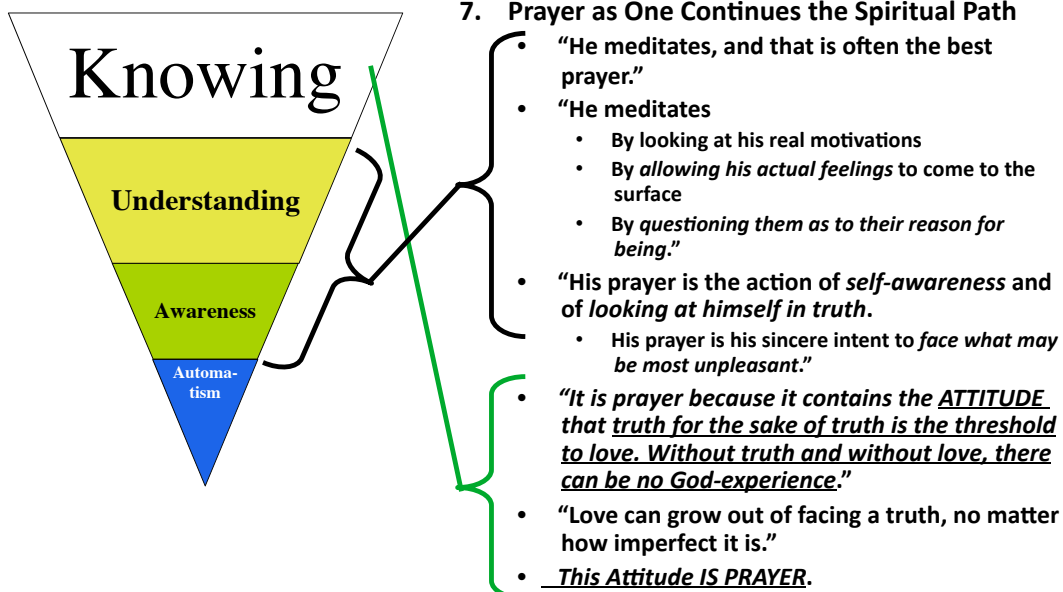 7. Prayer as One Continues the Spiritual Path
Knowing
Understanding
Awareness
Automa-
tism
• “He meditates, and that is often the best
prayer.”
• “He meditates
• By looking at his real motivations
• By allowing his actual feelings to come to the
surface
• By questioning them as to their reason for
being.”
• “His prayer is the action of self-awareness and
of looking at himself in truth.
• His prayer is his sincere intent to face what may
be most unpleasant.”
• “It is prayer because it contains the ATTITUDE
that truth for the sake of truth is the threshold
to love. Without truth and without love, there
can be no God-experience.”
• “Love can grow out of facing a truth, no matter
how imperfect it is.”
• This Attitude IS PRAYER.